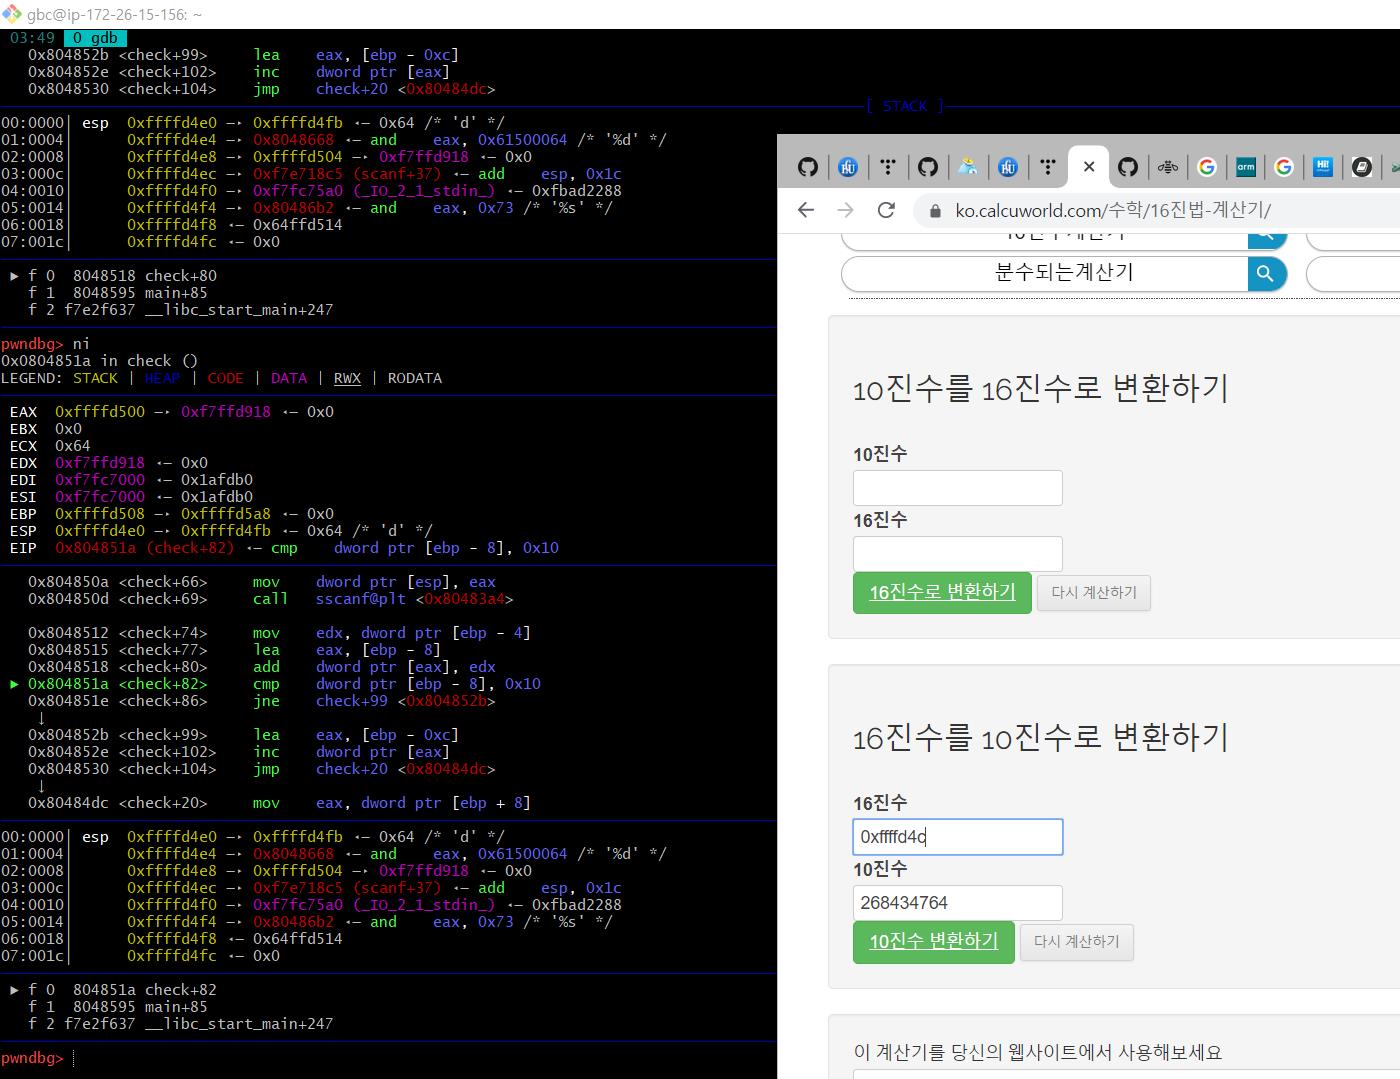 gbc@ip-172-26-15-156: ~
03:49  0 gdb
0x804852b <check+99>     lea    eax, [ebp - 0xc]
0x804852e <check+102>    inc    dword ptr [eax]
0x8048530 <check+104>    jmp    check+20 <0x80484dc>
[ STACK ]
00:0000│ esp  0xffffd4e0 —▸ 0xffffd4fb ◂— 0x64 /* 'd' */
01:0004│      0xffffd4e4 —▸ 0x8048668 ◂— and    eax, 0x61500064 /* '%d' */
02:0008│      0xffffd4e8 —▸ 0xffffd504 —▸ 0xf7ffd918 ◂— 0x0
03:000c│      0xffffd4ec —▸ 0xf7e718c5 (scanf+37) ◂— add    esp, 0x1c
04:0010│      0xffffd4f0 —▸ 0xf7fc75a0 (_IO_2_1_stdin_) ◂— 0xfbad2288
05:0014│      0xffffd4f4 —▸ 0x80486b2 ◂— and    eax, 0x73 /* '%s' */
06:0018│      0xffffd4f8 ◂— 0x64ffd514
07:001c│      0xffffd4fc ◂— 0x0
► f 0  8048518 check+80
f 1  8048595 main+85
f 2 f7e2f637 __libc_start_main+247
pwndbg> ni
0x0804851a in check ()
LEGEND: STACK | HEAP | CODE | DATA | RWX | RODATA
EAX  0xffffd500 —▸ 0xf7ffd918 ◂— 0x0
EBX  0x0
ECX  0x64
EDX  0xf7ffd918 ◂— 0x0
EDI  0xf7fc7000 ◂— 0x1afdb0
ESI  0xf7fc7000 ◂— 0x1afdb0
EBP  0xffffd508 —▸ 0xffffd5a8 ◂— 0x0
ESP  0xffffd4e0 —▸ 0xffffd4fb ◂— 0x64 /* 'd' */
EIP  0x804851a (check+82) ◂— cmp    dword ptr [ebp - 8], 0x10
0x804850a <check+66>     mov    dword ptr [esp], eax
0x804850d <check+69>     call   sscanf@plt <0x80483a4>
0x8048512 <check+74>     mov    edx, dword ptr [ebp - 4]
0x8048515 <check+77>     lea    eax, [ebp - 8]
0x8048518 <check+80>     add    dword ptr [eax], edx
► 0x804851a <check+82>     cmp    dword ptr [ebp - 8], 0x10
0x804851e <check+86>     jne    check+99 <0x804852b>
↓
0x804852b <check+99>     lea    eax, [ebp - 0xc]
0x804852e <check+102>    inc    dword ptr [eax]
0x8048530 <check+104>    jmp    check+20 <0x80484dc>
↓
0x80484dc <check+20>     mov    eax, dword ptr [ebp + 8]
00:0000│ esp  0xffffd4e0 —▸ 0xffffd4fb ◂— 0x64 /* 'd' */
01:0004│      0xffffd4e4 —▸ 0x8048668 ◂— and    eax, 0x61500064 /* '%d' */
02:0008│      0xffffd4e8 —▸ 0xffffd504 —▸ 0xf7ffd918 ◂— 0x0
03:000c│      0xffffd4ec —▸ 0xf7e718c5 (scanf+37) ◂— add    esp, 0x1c
04:0010│      0xffffd4f0 —▸ 0xf7fc75a0 (_IO_2_1_stdin_) ◂— 0xfbad2288
05:0014│      0xffffd4f4 —▸ 0x80486b2 ◂— and    eax, 0x73 /* '%s' */
06:0018│      0xffffd4f8 ◂— 0x64ffd514
07:001c│      0xffffd4fc ◂— 0x0
► f 0  804851a check+82
f 1  8048595 main+85
f 2 f7e2f637 __libc_start_main+247
pwndbg>
arm
Hi!
ko.calcuworld.com/수학/16진법-계산기/
분수되는계산기
10진수를 16진수로 변환하기
10진수
16진수
16진수로 변환하기
다시 계산하기
16진수를 10진수로 변환하기
16진수
0xffffd4c
10진수
268434764
10진수 변환하기
다시 계산하기
이 계산기를 당신의 웹사이트에서 사용해보세요